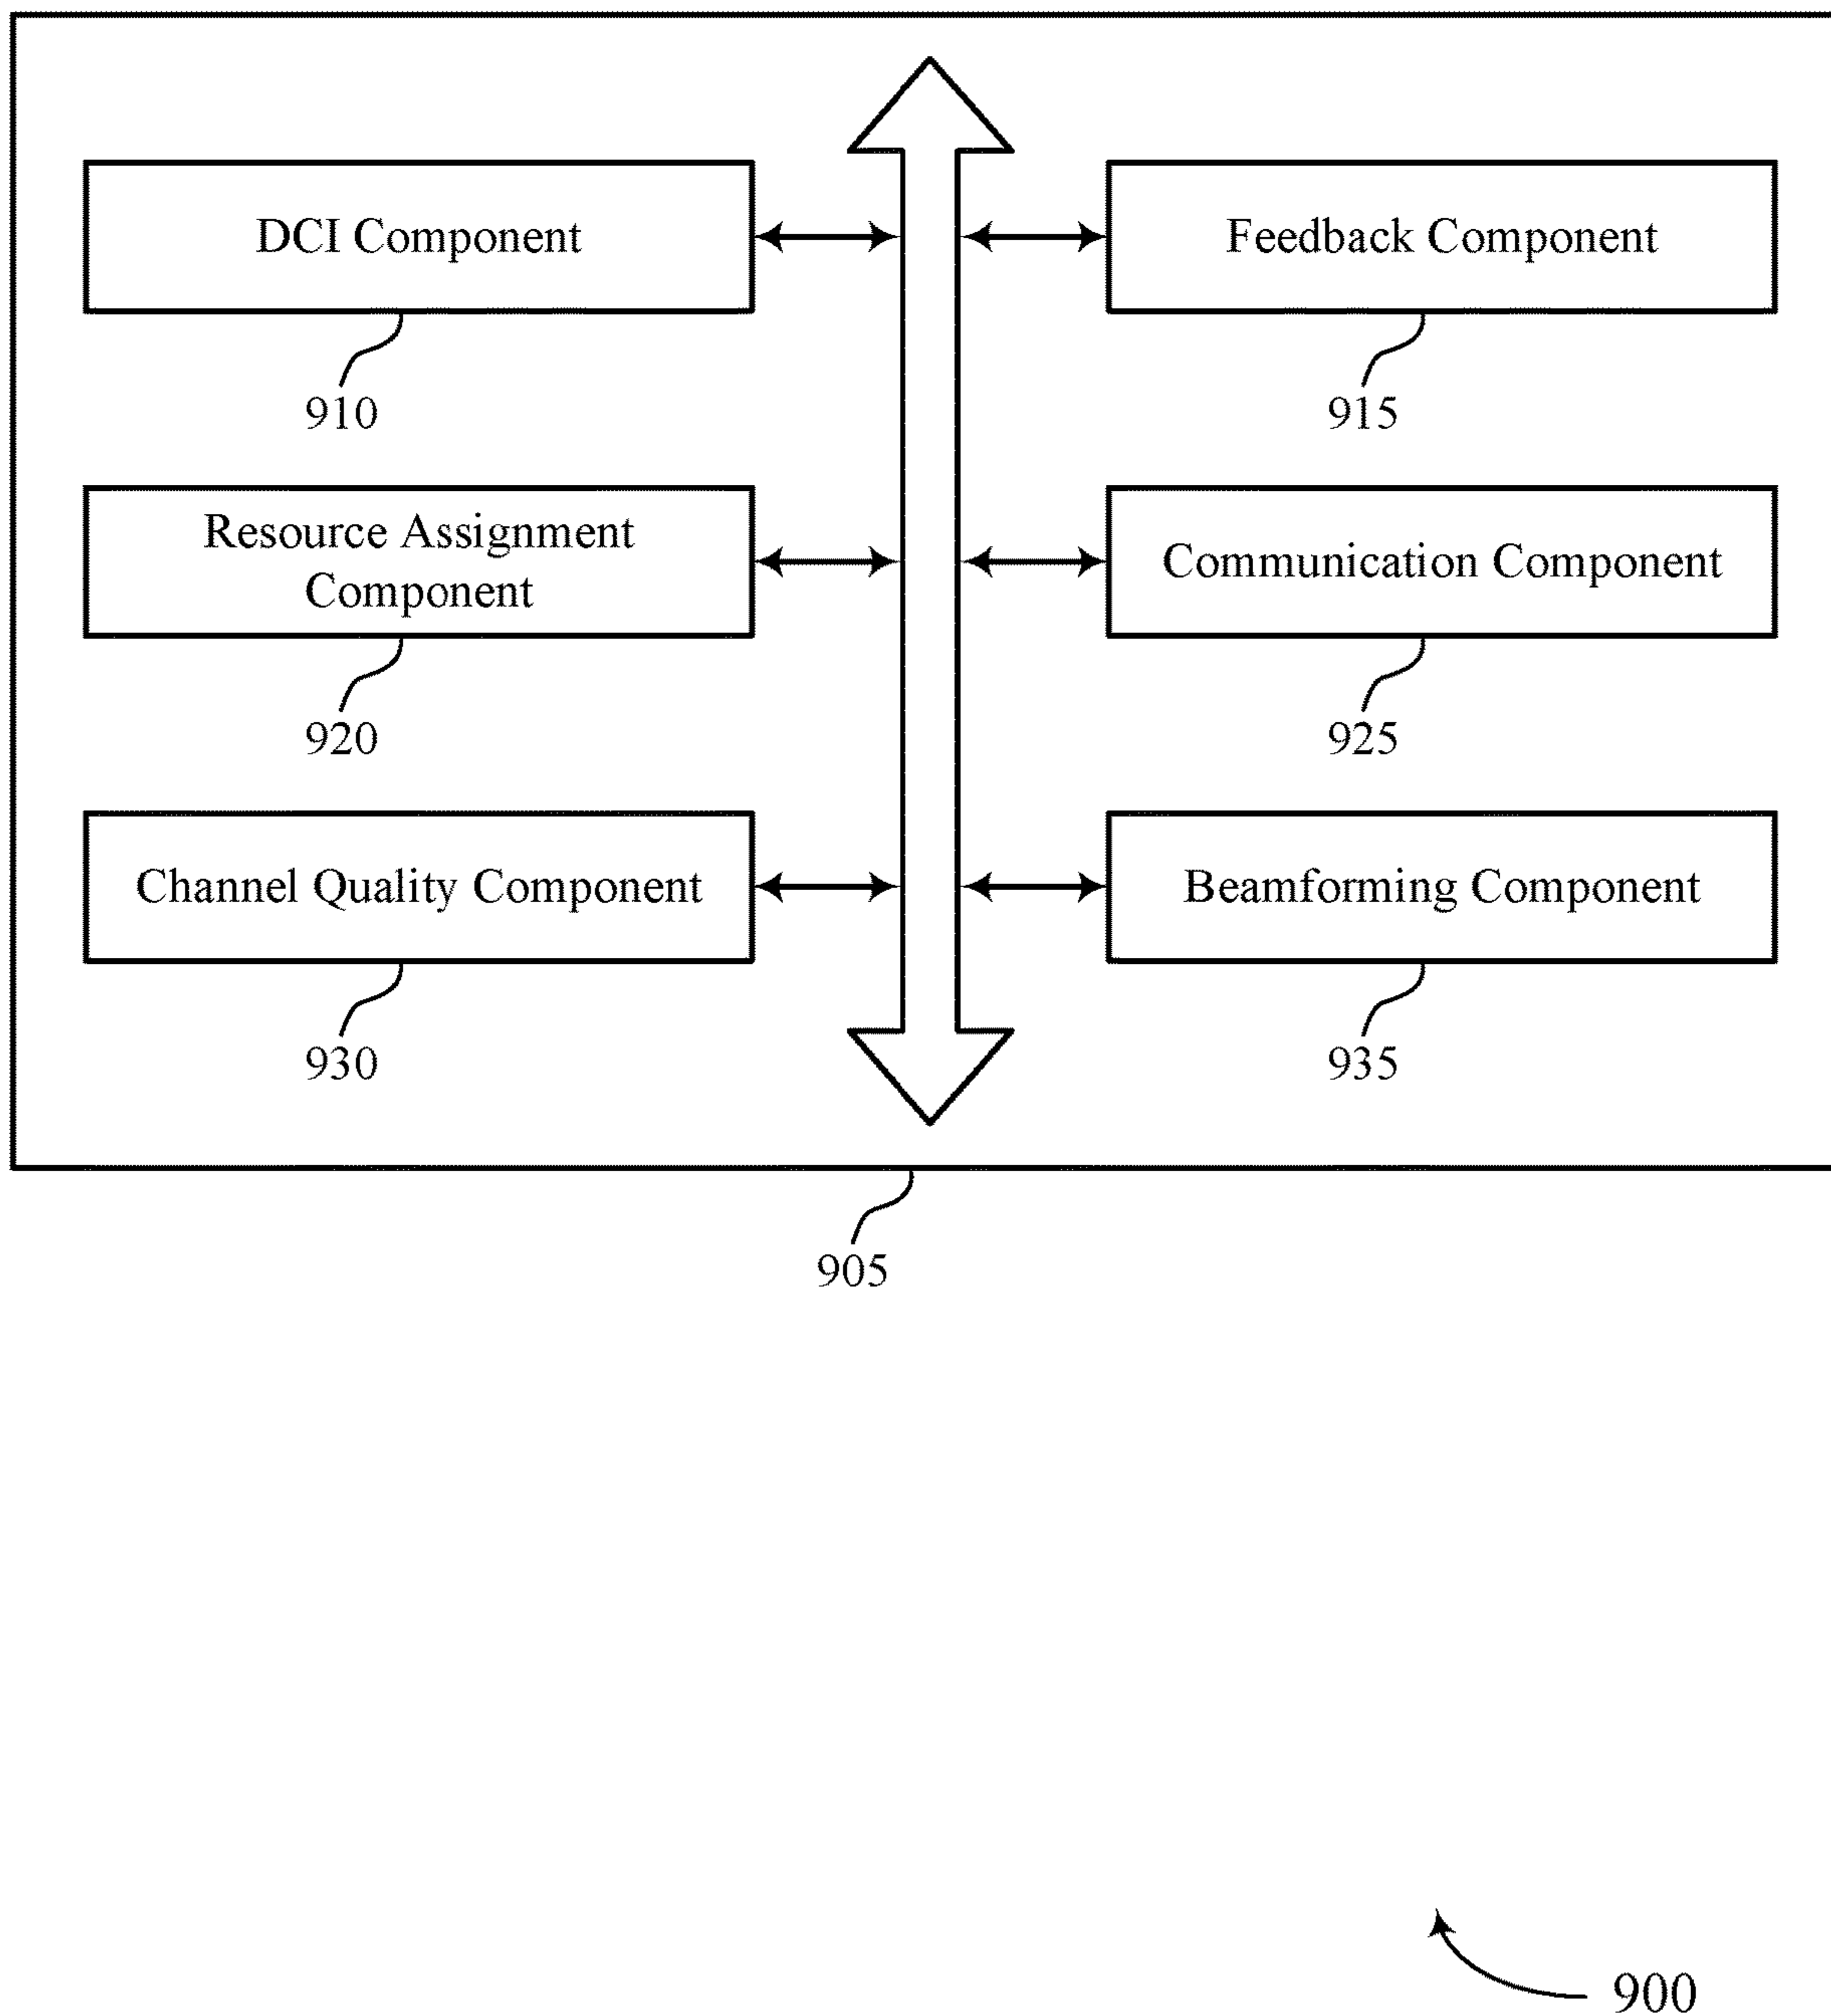 DCI Component
Feedback Component
910
915
Resource Assignment
Component
Communication Component
920
925
Channel Quality Component
Beamforming Component
930
935
905
900